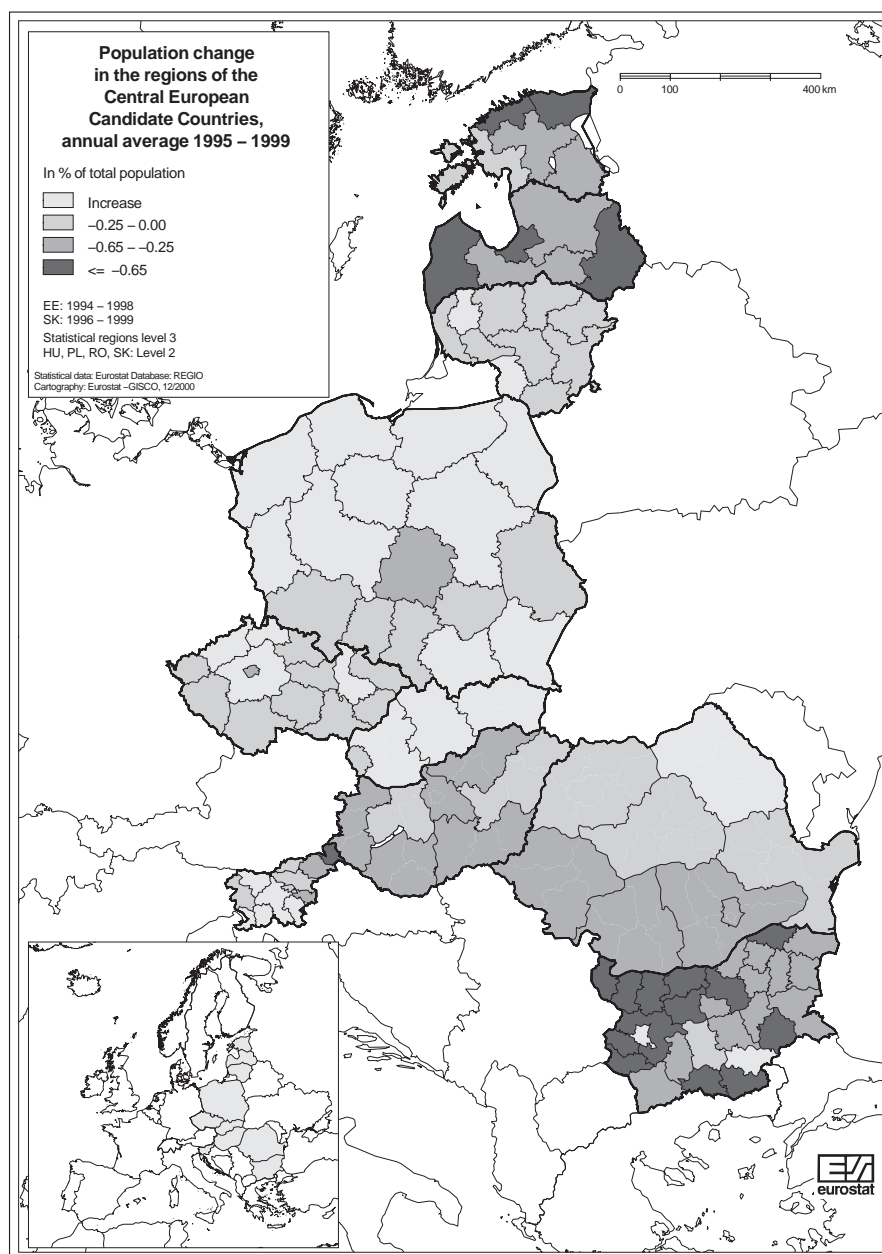 Population change
in the regions of the
Central European
Candidate Countries,
annual average 1995 – 1999
In % of total population
Increase
–0.25 – 0.00
–0.65 – –0.25
<= –0.65
EE: 1994 – 1998
SK: 1996 – 1999
Statistical regions level 3
HU, PL, RO, SK: Level 2
Statistical data: Eurostat Database: REGIO
Cartography: Eurostat –GISCO, 12/2000
0 100 400 km
eurostat